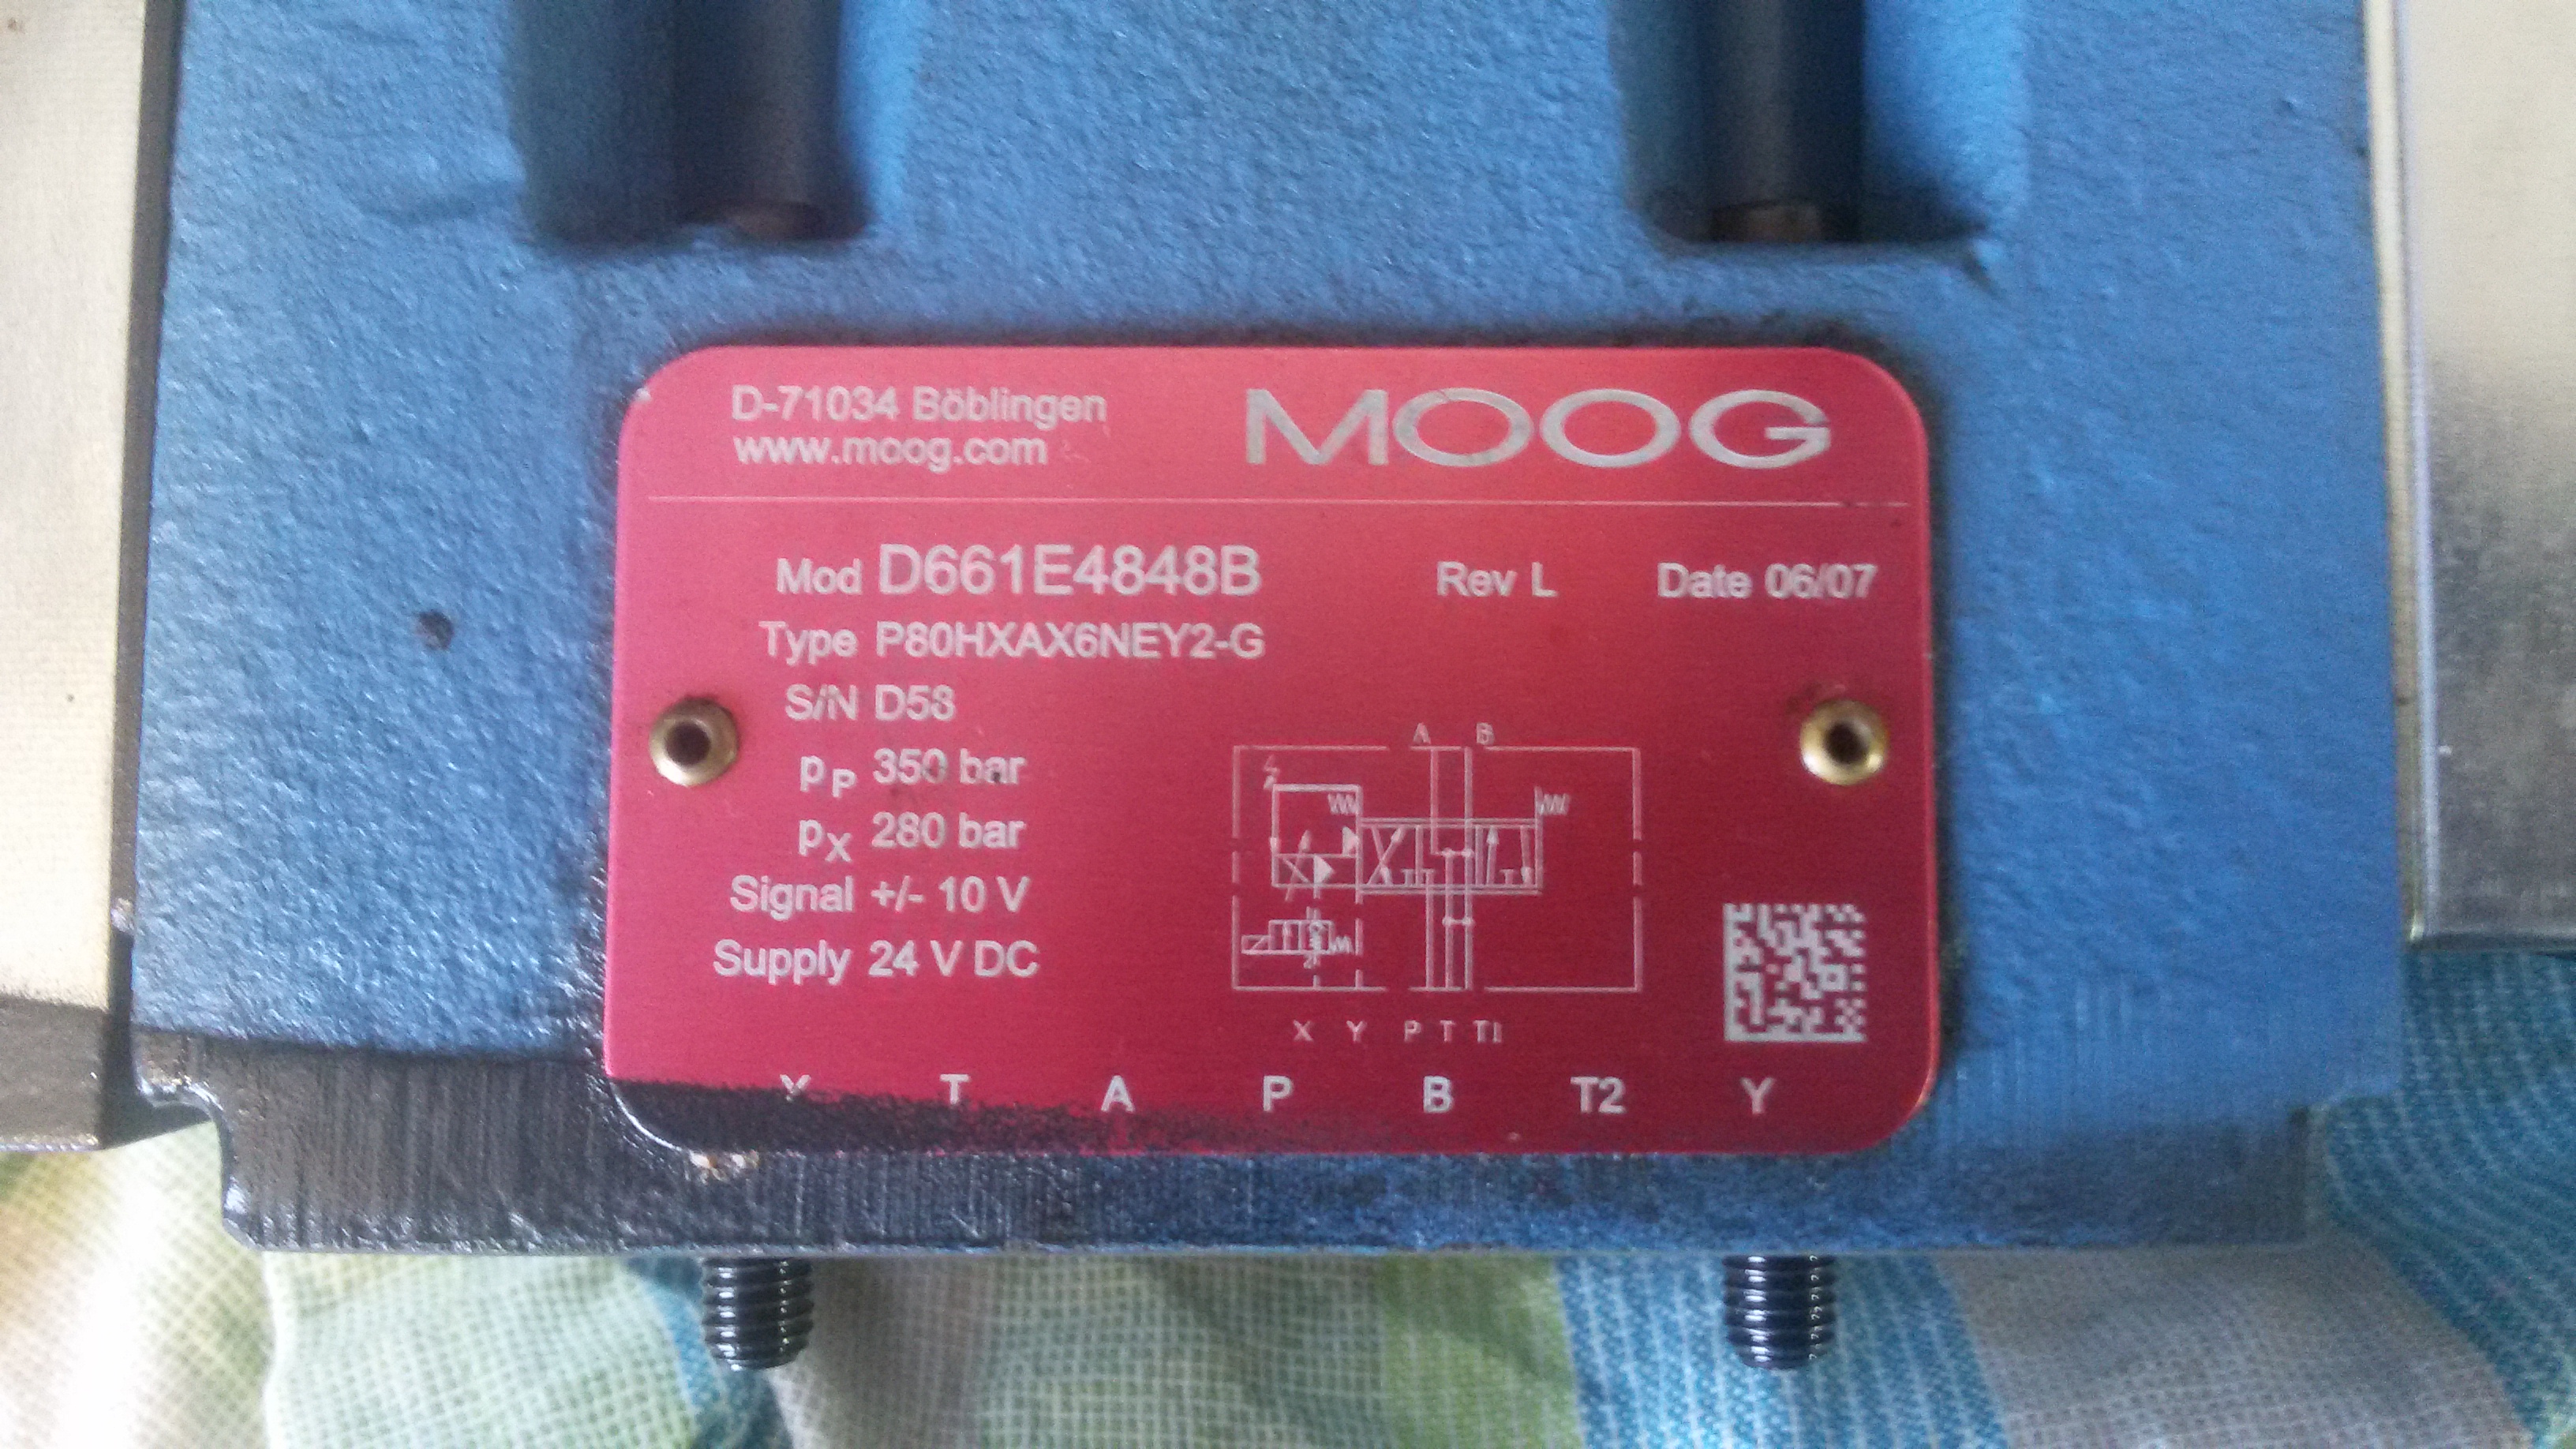 D-71034 Böblingen
www.moog.com
MOOG
Mod D661E4848B Rev L Date 06/07
Type P80HXAX6NEY2-G
S/N D58
pP 350 bar
pX 280 bar
Signal +/- 10 V
Supply 24 V DC
A B
X Y P T T1
T A P B T2 Y